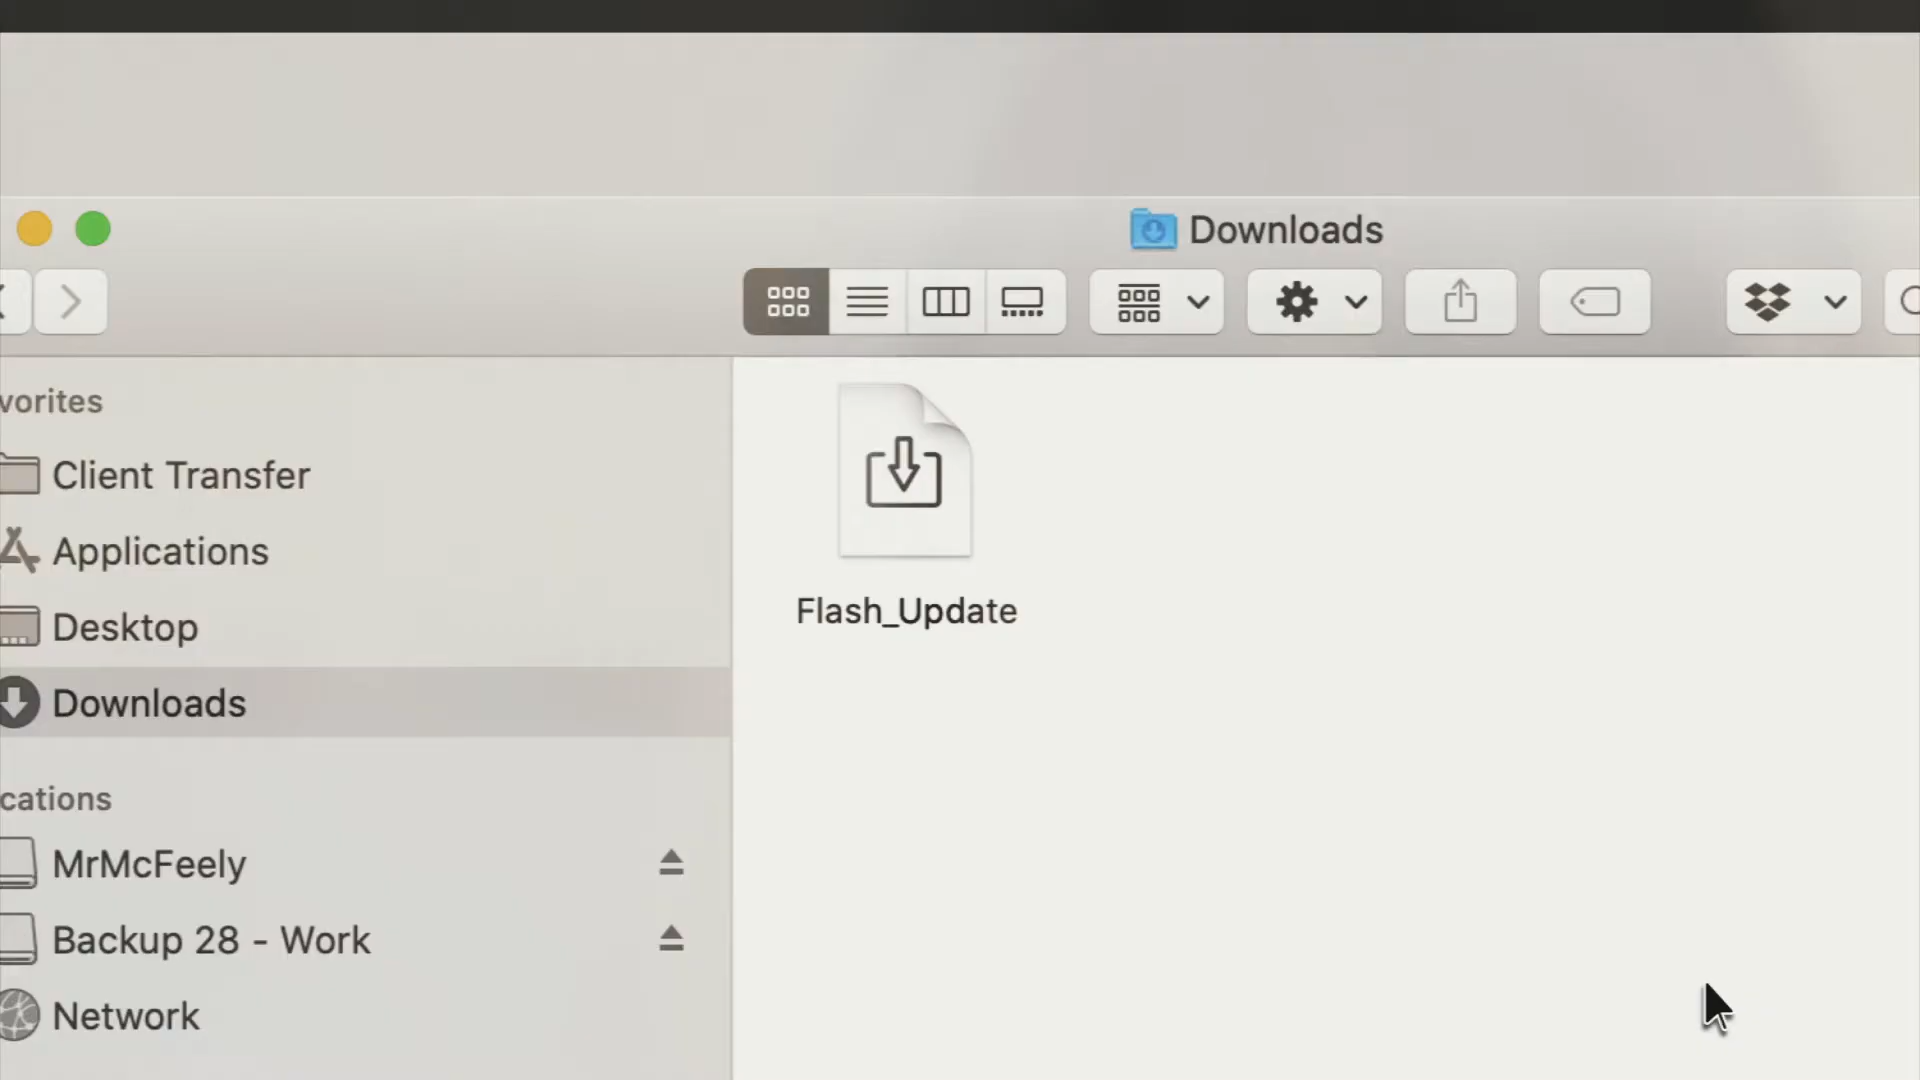 Downloads
vorites
Client Transfer
Applications
Desktop
Downloads
cations
MrMcFeely
Backup 28 - Work
Network
Flash_Update